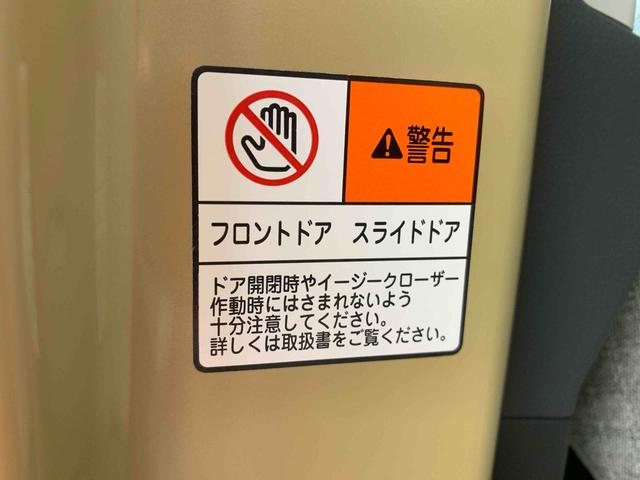 警告
フロントドア　スライドドア
ドア開閉時やイージークローザー
作動時にはさまれないよう
十分注意してください。
詳しくは取扱書をご覧ください。